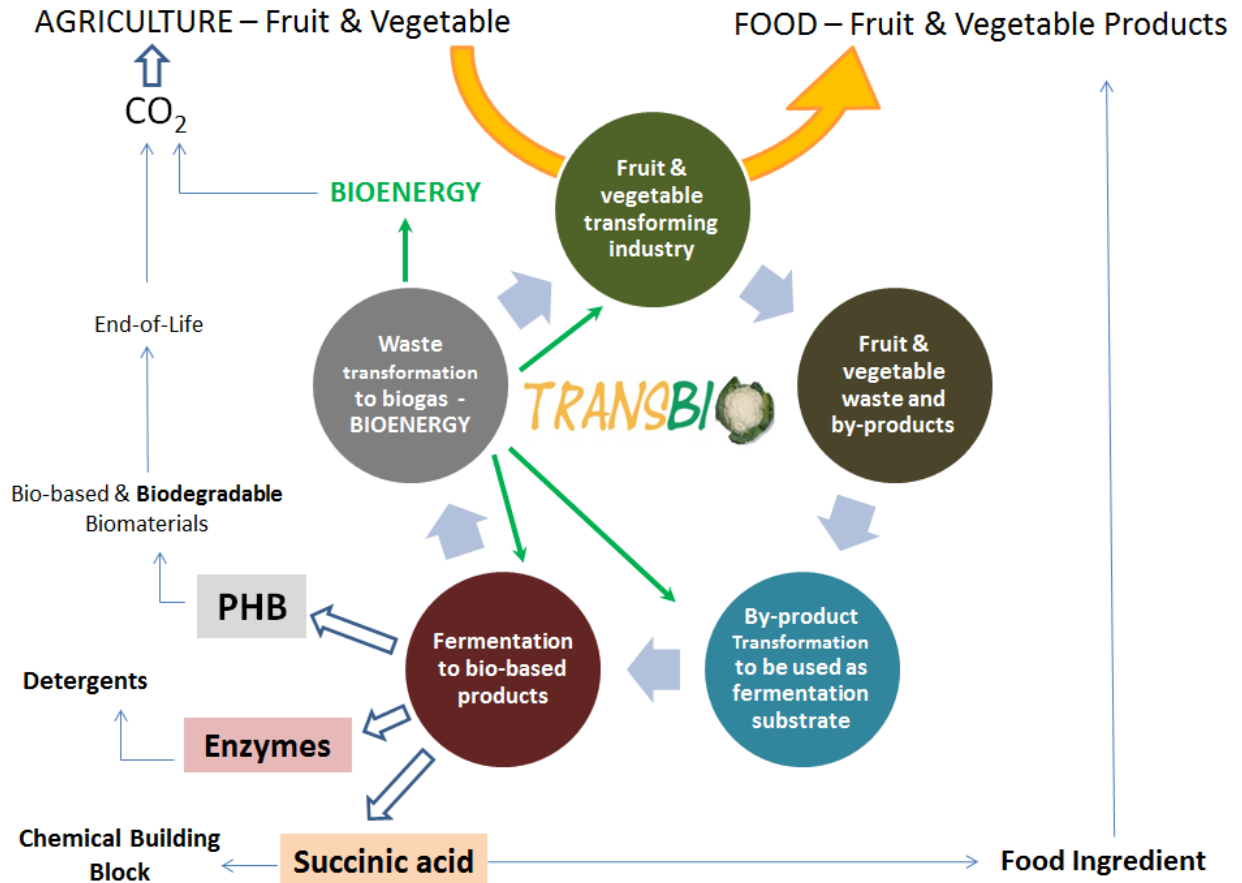 AGRICULTURE – Fruit & Vegetable
FOOD – Fruit & Vegetable Products
CO2
BIOENERGY
Fruit &
vegetable
transforming
industry
End-of-Life
Waste
transformation
to biogas -
BIOENERGY
TRANSBIO
Fruit &
vegetable
waste and
by-products
Bio-based & Biodegradable
Biomaterials
PHB
Fermentation
to bio-based
products
By-product
Transformation
to be used as
fermentation
substrate
Detergents
Enzymes
Chemical Building
Block
Succinic acid
Food Ingredient